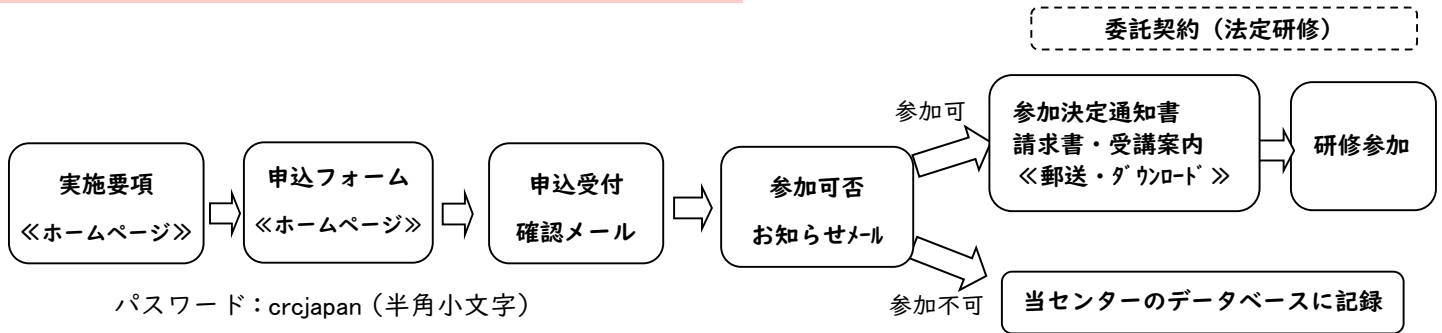 委託契約（法定研修）
実施要項
≪ホームページ≫
申込フォーム
≪ホームページ≫
申込受付
確認メール
参加可否
お知らせﾒｰﾙ
参加可
参加決定通知書
請求書・受講案内
≪郵送・ﾀﾞｳﾝﾛｰﾄﾞ≫
研修参加
参加不可
当センターのデータベースに記録
パスワード：crcjapan（半角小文字）